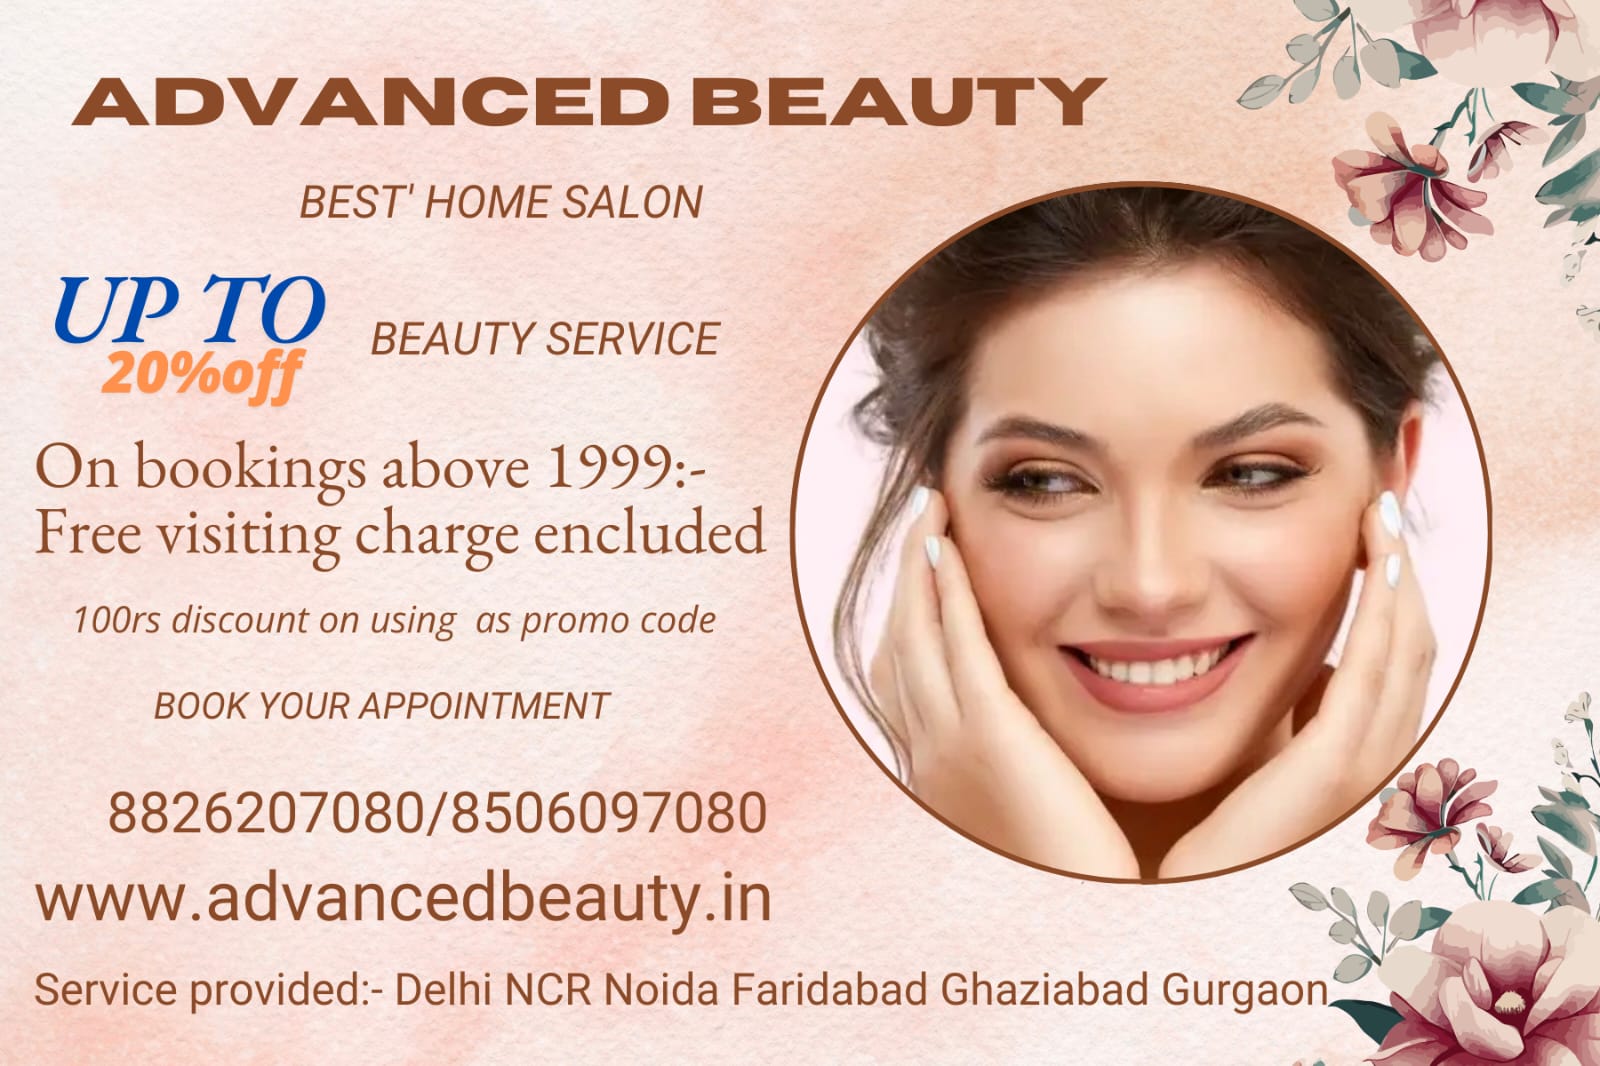 ADVANCED BEAUTY
BEST' HOME SALON
UP TO
20%off
BEAUTY SERVICE
On bookings above 1999:-
Free visiting charge encluded
100rs discount on using as promo code
BOOK YOUR APPOINTMENT
8826207080/8506097080
www.advancedbeauty.in
Service provided:- Delhi NCR Noida Faridabad Ghaziabad Gurgaon